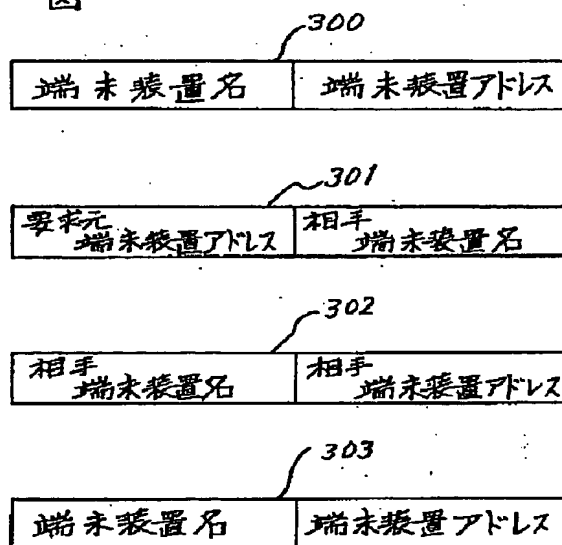 図
300
端末装置名 端末装置アドレス
301
要求元 相手
端末装置アドレス 端末装置名
302
相手 相手
端末装置名 端末装置アドレス
303
端末装置名 端末装置アドレス